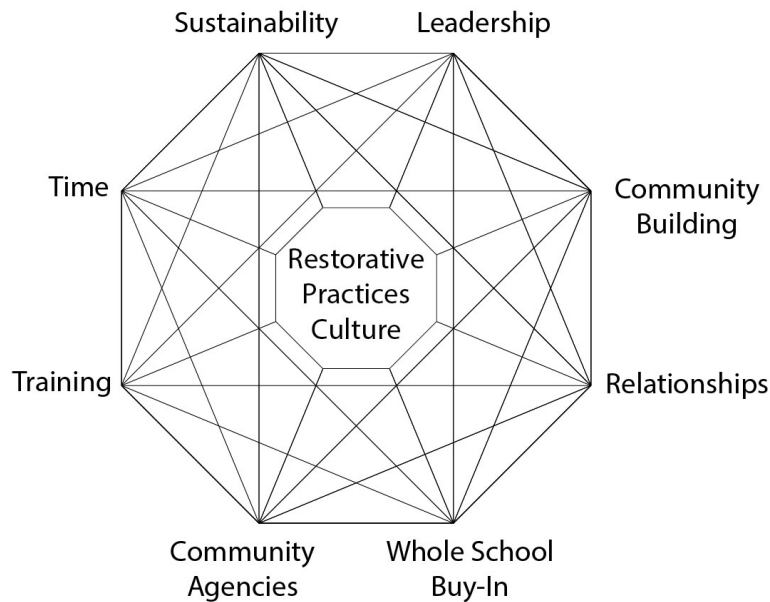 Sustainability
Leadership
Time
Community
Building
Restorative
Practices
Culture
Training
Relationships
Community
Agencies
Whole School
Buy-In